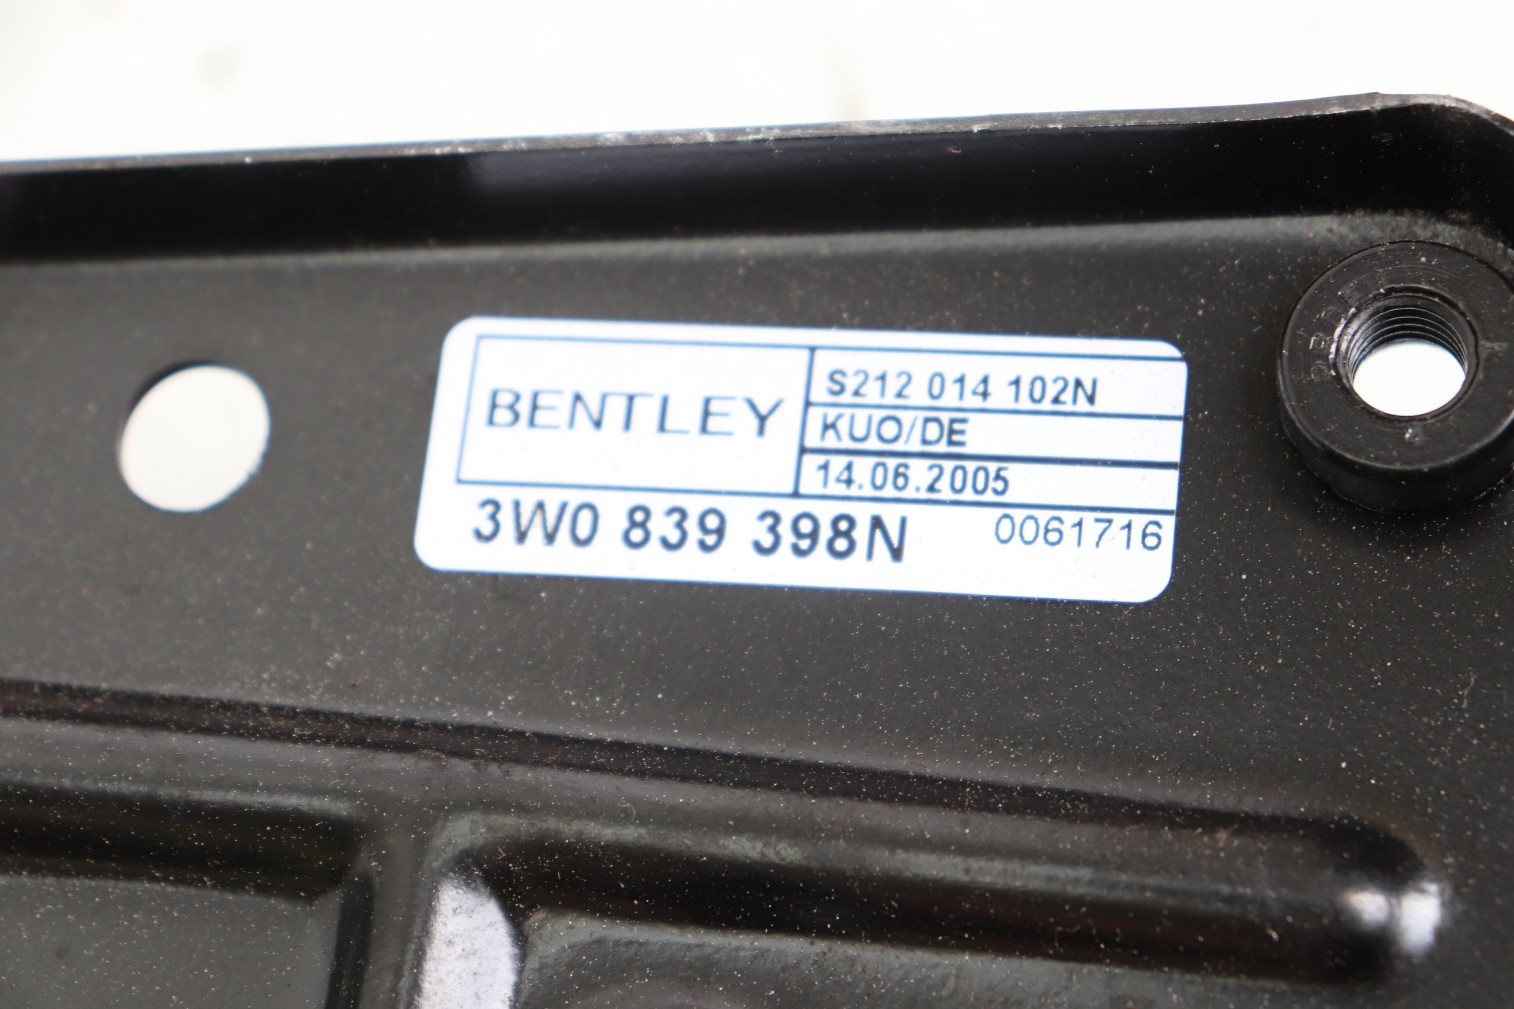 BENTLEY
S212 014 102N
KUO/DE
14.06.2005
3W0 839 398N 0061716